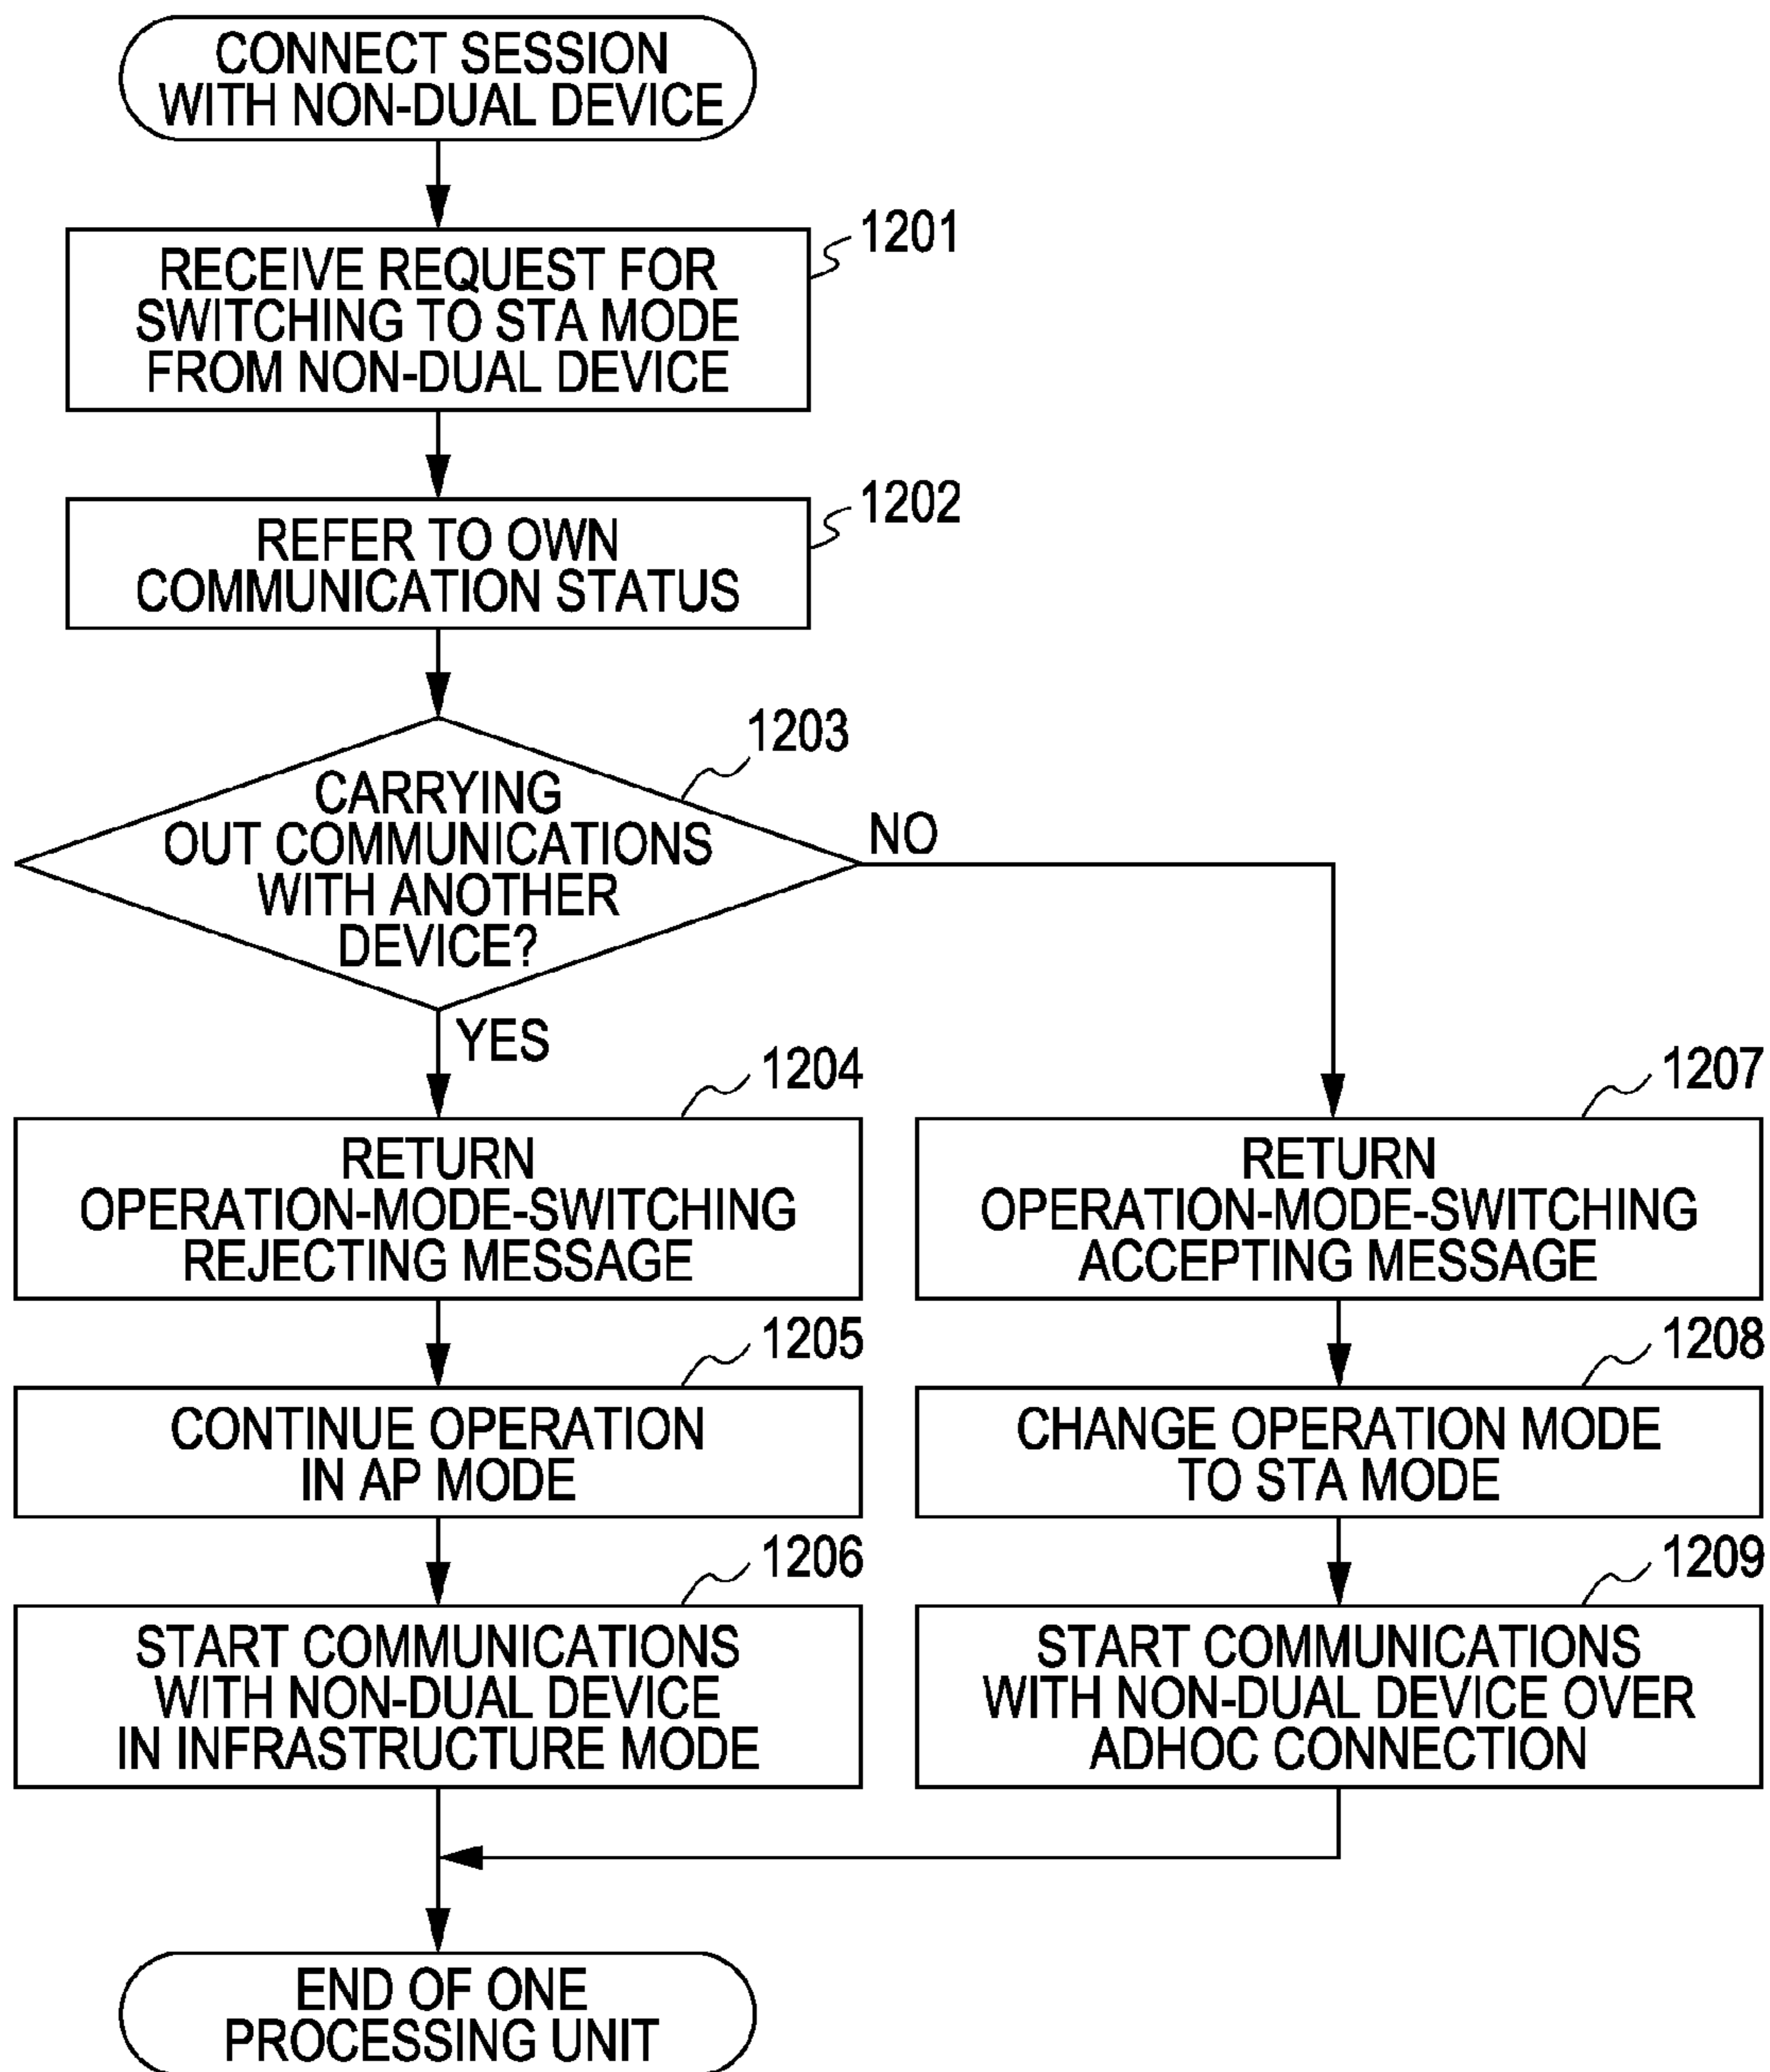 CONNECT SESSION
WITH NON-DUAL DEVICE
1201
RECEIVE REQUEST FOR
SWITCHING TO STA MODE
FROM NON-DUAL DEVICE
1202
REFER TO OWN
COMMUNICATION STATUS
1203
CARRYING
OUT COMMUNICATIONS
WITH ANOTHER
DEVICE?
NO
YES
1204
RETURN
OPERATION-MODE-SWITCHING
REJECTING MESSAGE
1205
CONTINUE OPERATION
IN AP MODE
1206
START COMMUNICATIONS
WITH NON-DUAL DEVICE
IN INFRASTRUCTURE MODE
1207
RETURN
OPERATION-MODE-SWITCHING
ACCEPTING MESSAGE
1208
CHANGE OPERATION MODE
TO STA MODE
1209
START COMMUNICATIONS
WITH NON-DUAL DEVICE OVER
ADHOC CONNECTION
END OF ONE
PROCESSING UNIT